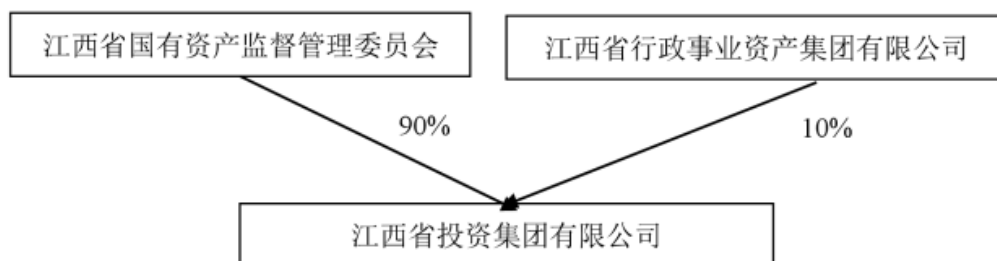 江西省国有资产监督管理委员会
江西省行政事业资产集团有限公司
90%
10%
江西省投资集团有限公司